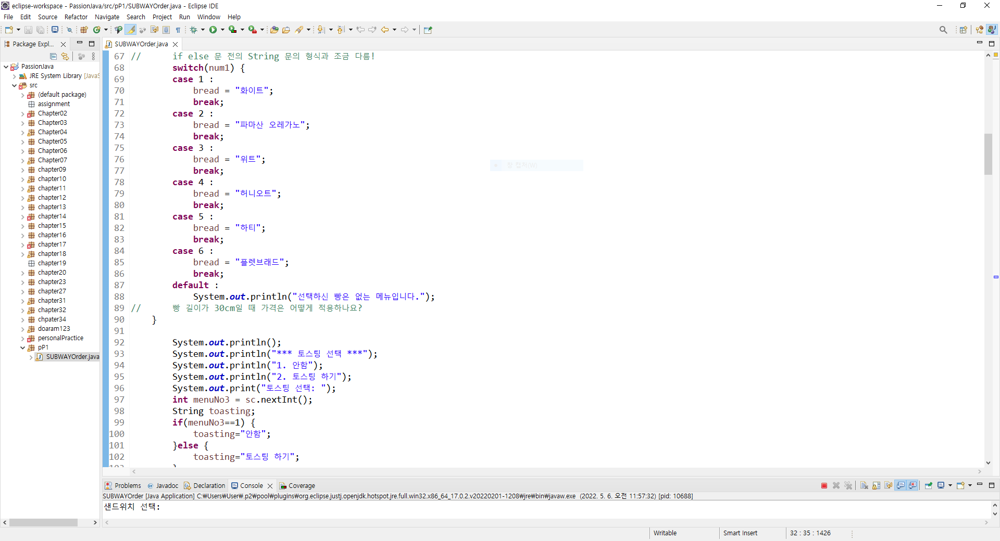 eclipse-workspace - PassionJava/src/pP1/SUBWAYOrder.java - Eclipse IDE
File Edit Source Refactor Navigate Search Project Run Window Help
Package Expl...
PassionJava
JRE System Library [JavaS
src
(default package)
assignment
Chapter02
Chapter03
Chapter04
Chapter05
Chapter06
Chapter07
chapter09
chapter10
chapter11
chapter12
chapter13
chapter14
chapter15
chapter16
chapter17
chapter18
chapter19
chapter20
chapter23
chapter27
chapter31
chapter32
chpater34
doaram123
personalPractice
pP1
SUBWAYOrder.java
SUBWAYOrder.java
67 // if else 문 전의 String 문의 형식과 조금 다름!
68 switch(num1) {
69 case 1 :
70 bread = "화이트";
71 break;
72 case 2 :
73 bread = "파마산 오레가노";
74 break;
75 case 3 :
76 bread = "위트";
77 break;
78 case 4 :
79 bread = "허니오트";
80 break;
81 case 5 :
82 bread = "하티";
83 break;
84 case 6 :
85 bread = "플렛브래드";
86 break;
87 default :
88 System.out.println("선택하신 빵은 없는 메뉴입니다.");
89 // 빵 길이가 30cm일 때 가격은 어떻게 적용하나요?
90 }
91
92 System.out.println();
93 System.out.println("*** 토스팅 선택 ***");
94 System.out.println("1. 안함");
95 System.out.println("2. 토스팅 하기");
96 System.out.print("토스팅 선택: ");
97 int menuNo3 = sc.nextInt();
98 String toasting;
99 if(menuNo3==1) {
100 toasting="안함";
101 }else {
102 toasting="토스팅 하기";
창 캡처(W)
Problems @ Javadoc Declaration Console Coverage
SUBWAYOrder [Java Application] C:₩Users₩User₩.p2₩pool₩plugins₩org.eclipse.justj.openjdk.hotspot.jre.full.win32.x86_64_17.0.2.v20220201-1208₩jre₩bin₩javaw.exe (2022. 5. 6. 오전 11:57:32) [pid: 10688]
샌드위치 선택:
Writable Smart Insert 32 : 35 : 1426